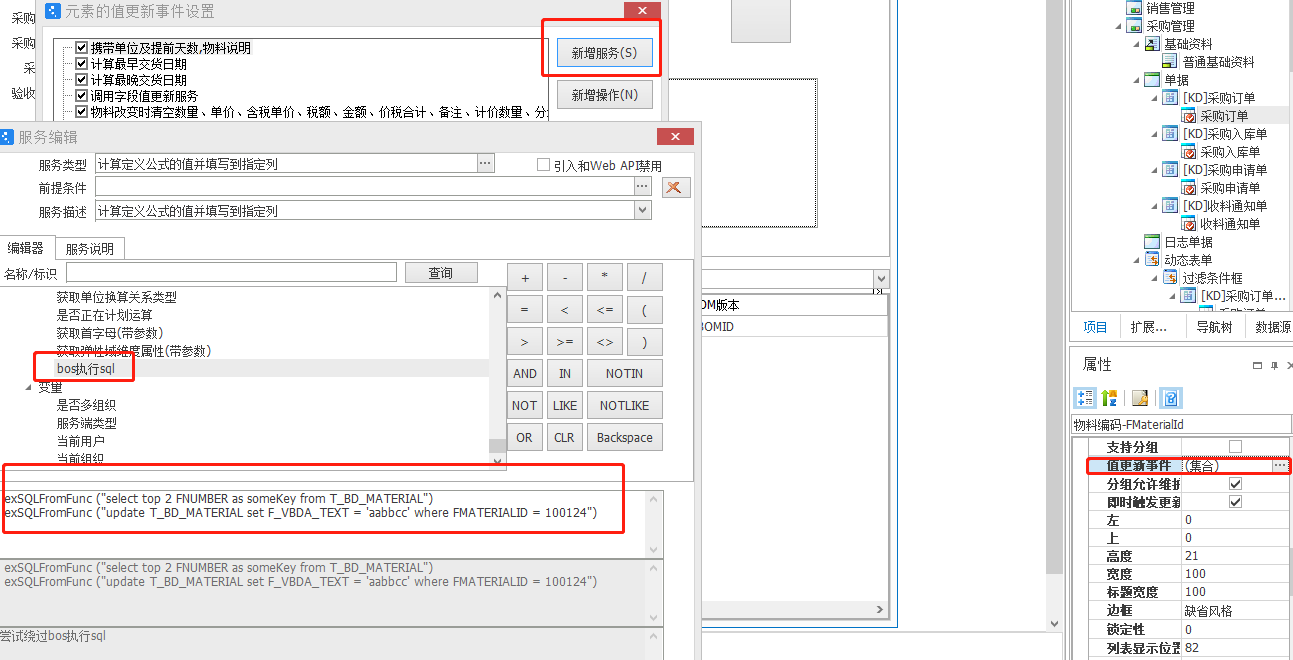 采购
采购
采
验收
元素的值更新事件设置
携带单位及提前天数,物料说明
计算最早交货日期
计算最晚交货日期
调用字段值更新服务
物料改变时清空数量、单价、含税单价、税额、金额、价税合计、备注、计价数量、分
新增服务(S)
新增操作(N)
服务编辑
服务类型 计算定义公式的值并填写到指定列 ...
引入和Web API禁用
前提条件 ...
服务描述 计算定义公式的值并填写到指定列
编辑器 服务说明
名称/标识 查询
获取单位换算关系类型
是否正在计划运算
获取首字母(带参数)
获取弹性域维度属性(带参数)
bos执行sql
变量
是否多组织
服务端类型
当前用户
当前组织
+ - * /
= < <= (
> >= <> )
AND IN NOTIN
NOT LIKE NOTLIKE
OR CLR Backspace
exSQLFromFunc ("select top 2 FNUMBER as someKey from T_BD_MATERIAL")
exSQLFromFunc ("update T_BD_MATERIAL set F_VBDA_TEXT = 'aabbcc' where FMATERIALID = 100124")
exSQLFromFunc ("select top 2 FNUMBER as someKey from T_BD_MATERIAL")
exSQLFromFunc ("update T_BD_MATERIAL set F_VBDA_TEXT = 'aabbcc' where FMATERIALID = 100124")
尝试绕过bos执行sql
OM版本
BOMID
销售管理
采购管理
基础资料
普通基础资料
单据
[KD]采购订单
采购订单
[KD]采购入库单
采购入库单
[KD]采购申请单
采购申请单
[KD]收料通知单
收料通知单
日志单据
动态表单
过滤条件框
[KD]采购订单...
项目 扩展... 导航树 数据源
属性
物料编码-FMaterialId
支持分组
值更新事件 (集合) ...
分组允许维护
即时触发更新
左 0
上 0
高度 21
宽度 100
标题宽度 100
边框 缺省风格
锁定性 0
列表显示位置 82